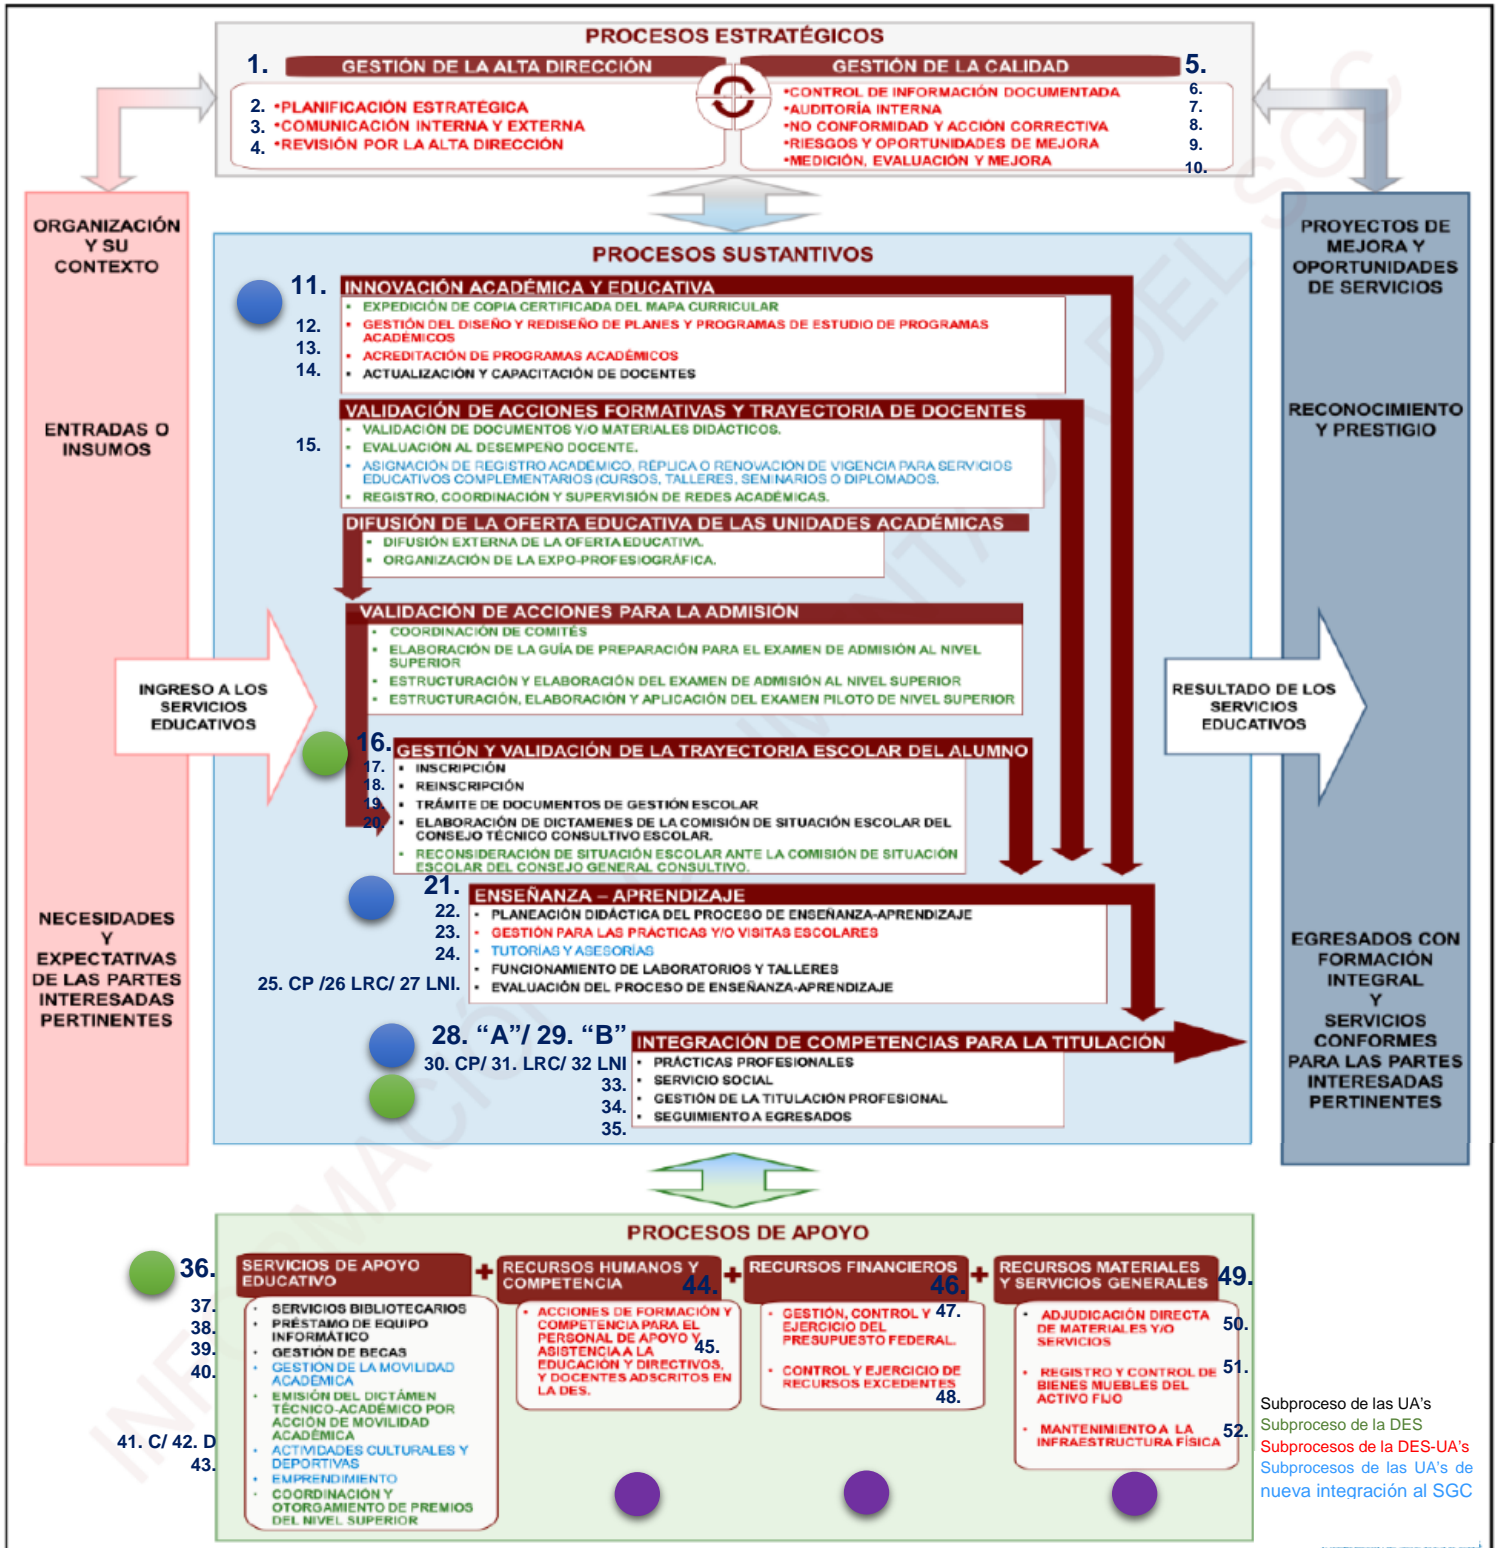 PROCESOS ESTRATÉGICOS
1. GESTIÓN DE LA ALTA DIRECCIÓN
2. •PLANIFICACIÓN ESTRATÉGICA
3. •COMUNICACIÓN INTERNA Y EXTERNA
4. •REVISIÓN POR LA ALTA DIRECCIÓN
GESTIÓN DE LA CALIDAD 5.
•CONTROL DE INFORMACIÓN DOCUMENTADA 6.
•AUDITORÍA INTERNA 7.
•NO CONFORMIDAD Y ACCIÓN CORRECTIVA 8.
•RIESGOS Y OPORTUNIDADES DE MEJORA 9.
•MEDICIÓN, EVALUACIÓN Y MEJORA 10.
ORGANIZACIÓN
Y SU
CONTEXTO
ENTRADAS O
INSUMOS
INGRESO A LOS
SERVICIOS
EDUCATIVOS
NECESIDADES
Y
EXPECTATIVAS
DE LAS PARTES
INTERESADAS
PERTINENTES
PROCESOS SUSTANTIVOS
11. INNOVACIÓN ACADÉMICA Y EDUCATIVA
• EXPEDICIÓN DE COPIA CERTIFICADA DEL MAPA CURRICULAR
12. • GESTIÓN DEL DISEÑO Y REDISEÑO DE PLANES Y PROGRAMAS DE ESTUDIO DE PROGRAMAS
ACADÉMICOS
13. • ACREDITACIÓN DE PROGRAMAS ACADÉMICOS
14. • ACTUALIZACIÓN Y CAPACITACIÓN DE DOCENTES
VALIDACIÓN DE ACCIONES FORMATIVAS Y TRAYECTORIA DE DOCENTES
• VALIDACIÓN DE DOCUMENTOS Y/O MATERIALES DIDÁCTICOS.
15. • EVALUACIÓN AL DESEMPEÑO DOCENTE.
• ASIGNACIÓN DE REGISTRO ACADÉMICO, RÉPLICA O RENOVACIÓN DE VIGENCIA PARA SERVICIOS
EDUCATIVOS COMPLEMENTARIOS (CURSOS, TALLERES, SEMINARIOS O DIPLOMADOS.
• REGISTRO, COORDINACIÓN Y SUPERVISIÓN DE REDES ACADÉMICAS.
DIFUSIÓN DE LA OFERTA EDUCATIVA DE LAS UNIDADES ACADÉMICAS
• DIFUSIÓN EXTERNA DE LA OFERTA EDUCATIVA.
• ORGANIZACIÓN DE LA EXPO-PROFESIOGRÁFICA.
VALIDACIÓN DE ACCIONES PARA LA ADMISIÓN
• COORDINACIÓN DE COMITÉS
• ELABORACIÓN DE LA GUÍA DE PREPARACIÓN PARA EL EXAMEN DE ADMISIÓN AL NIVEL
SUPERIOR
• ESTRUCTURACIÓN Y ELABORACIÓN DEL EXAMEN DE ADMISIÓN AL NIVEL SUPERIOR
• ESTRUCTURACIÓN, ELABORACIÓN Y APLICACIÓN DEL EXAMEN PILOTO DE NIVEL SUPERIOR
16. GESTIÓN Y VALIDACIÓN DE LA TRAYECTORIA ESCOLAR DEL ALUMNO
17. • INSCRIPCIÓN
18. • REINSCRIPCIÓN
19. • TRÁMITE DE DOCUMENTOS DE GESTIÓN ESCOLAR
20. • ELABORACIÓN DE DICTAMENES DE LA COMISIÓN DE SITUACIÓN ESCOLAR DEL
CONSEJO TÉCNICO CONSULTIVO ESCOLAR.
• RECONSIDERACIÓN DE SITUACIÓN ESCOLAR ANTE LA COMISIÓN DE SITUACIÓN
ESCOLAR DEL CONSEJO GENERAL CONSULTIVO.
21. ENSEÑANZA – APRENDIZAJE
22. • PLANEACIÓN DIDÁCTICA DEL PROCESO DE ENSEÑANZA-APRENDIZAJE
23. • GESTIÓN PARA LAS PRÁCTICAS Y/O VISITAS ESCOLARES
24. • TUTORÍAS Y ASESORÍAS
• FUNCIONAMIENTO DE LABORATORIOS Y TALLERES
25. CP /26 LRC/ 27 LNI. • EVALUACIÓN DEL PROCESO DE ENSEÑANZA-APRENDIZAJE
28. “A”/ 29. “B” INTEGRACIÓN DE COMPETENCIAS PARA LA TITULACIÓN
30. CP/ 31. LRC/ 32 LNI • PRÁCTICAS PROFESIONALES
33. • SERVICIO SOCIAL
34. • GESTIÓN DE LA TITULACIÓN PROFESIONAL
35. • SEGUIMIENTO A EGRESADOS
PROYECTOS DE
MEJORA Y
OPORTUNIDADES
DE SERVICIOS
RECONOCIMIENTO
Y PRESTIGIO
RESULTADO DE LOS
SERVICIOS
EDUCATIVOS
EGRESADOS CON
FORMACIÓN
INTEGRAL
Y
SERVICIOS
CONFORMES
PARA LAS PARTES
INTERESADAS
PERTINENTES
PROCESOS DE APOYO
36. SERVICIOS DE APOYO
EDUCATIVO
37. • SERVICIOS BIBLIOTECARIOS
38. • PRÉSTAMO DE EQUIPO
INFORMÁTICO
39. • GESTIÓN DE BECAS
40. • GESTIÓN DE LA MOVILIDAD
ACADÉMICA
• EMISIÓN DEL DICTÁMEN
TÉCNICO-ACADÉMICO POR
ACCIÓN DE MOVILIDAD
ACADÉMICA
41. C/ 42. D • ACTIVIDADES CULTURALES Y
DEPORTIVAS
43. • EMPRENDIMIENTO
• COORDINACIÓN Y
OTORGAMIENTO DE PREMIOS
DEL NIVEL SUPERIOR
+ RECURSOS HUMANOS Y
COMPETENCIA 44.
• ACCIONES DE FORMACIÓN Y
COMPETENCIA PARA EL
PERSONAL DE APOYO Y
ASISTENCIA A LA 45.
EDUCACIÓN Y DIRECTIVOS,
Y DOCENTES ADSCRITOS EN
LA DES.
+ RECURSOS FINANCIEROS
46.
• GESTIÓN, CONTROL Y 47.
EJERCICIO DEL
PRESUPUESTO FEDERAL.
• CONTROL Y EJERCICIO DE
RECURSOS EXCEDENTES
48.
+ RECURSOS MATERIALES
Y SERVICIOS GENERALES 49.
• ADJUDICACIÓN DIRECTA
DE MATERIALES Y/O 50.
SERVICIOS
• REGISTRO Y CONTROL DE 51.
BIENES MUEBLES DEL
ACTIVO FIJO
• MANTENIMIENTO A LA 52.
INFRAESTRUCTURA FÍSICA
Subproceso de las UA’s
Subproceso de la DES
Subprocesos de la DES-UA’s
Subprocesos de las UA’s de
nueva integración al SGC